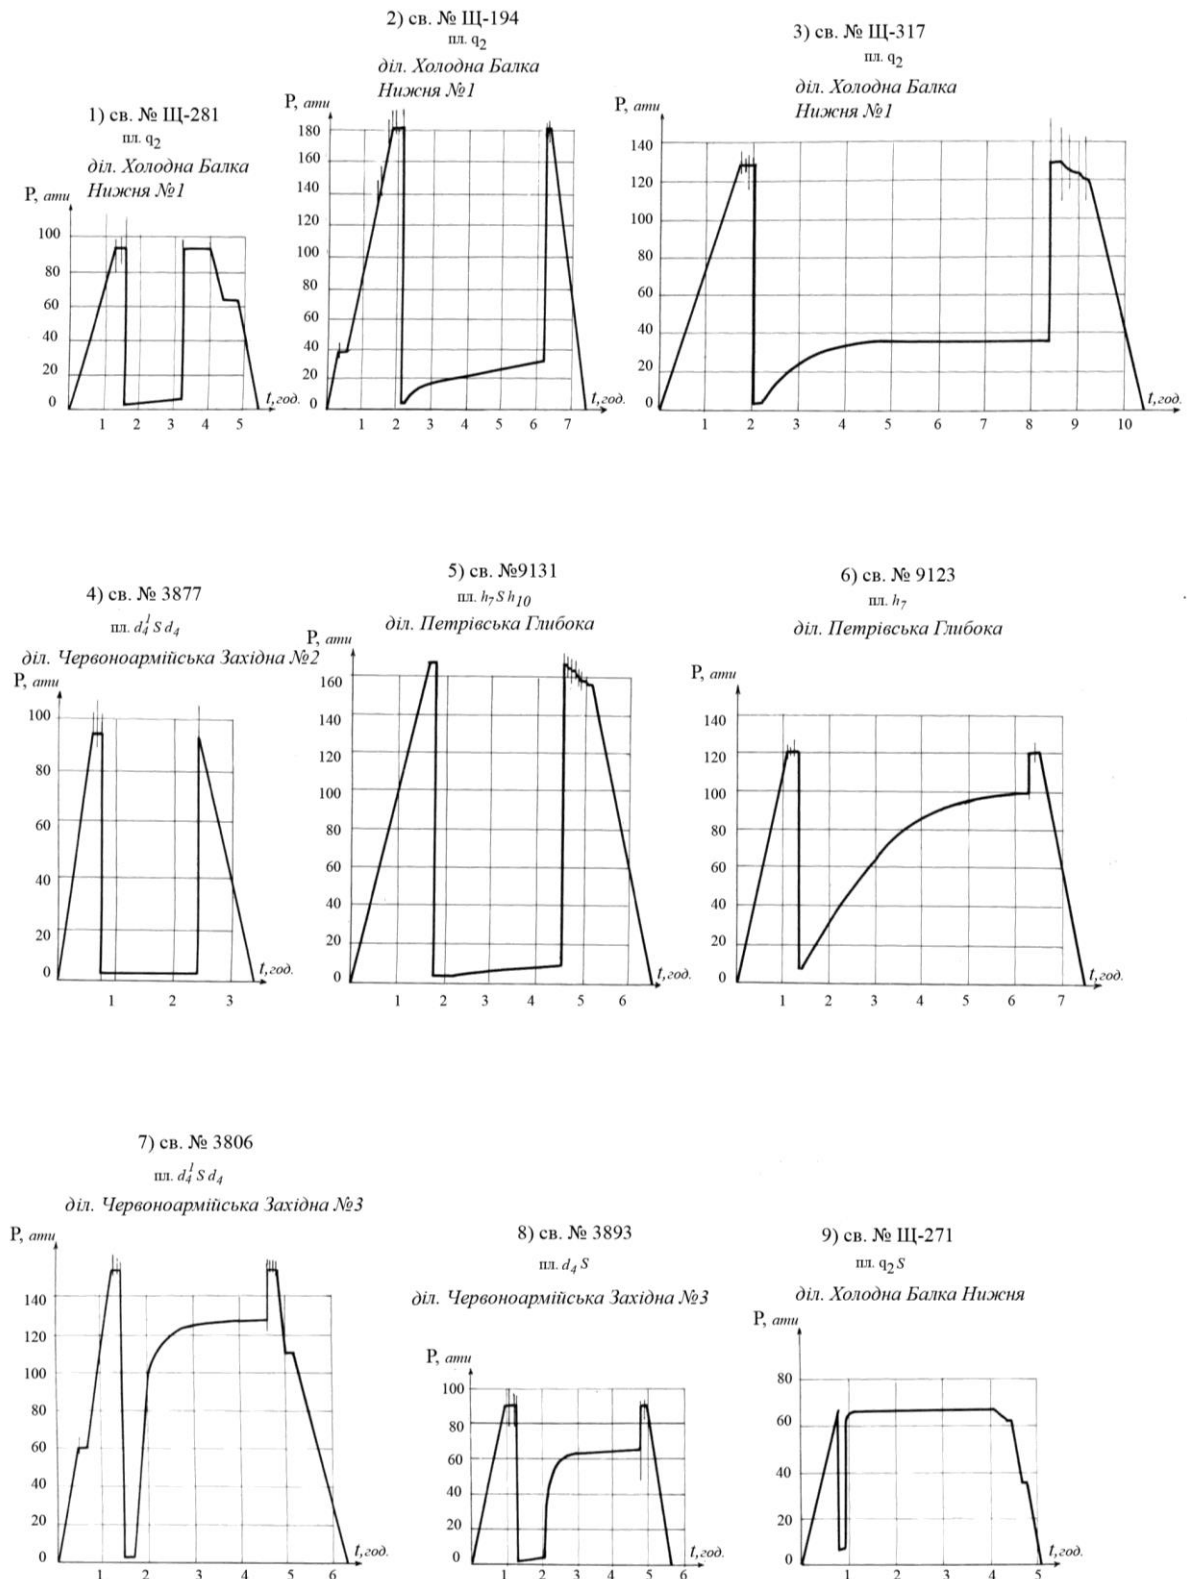 1) св. № Щ-281
пл. q2
діл. Холодна Балка
Нижня №1
P, ати
100
80
60
40
20
0
1 2 3 4 5
t,год.
2) св. № Щ-194
пл. q2
діл. Холодна Балка
Нижня №1
P, ати
180
160
140
120
100
80
60
40
20
0
1 2 3 4 5 6 7
t,год.
3) св. № Щ-317
пл. q2
діл. Холодна Балка
Нижня №1
P, ати
140
120
100
80
60
40
20
0
1 2 3 4 5 6 7 8 9 10
t,год.
4) св. № 3877
пл. d4^1 S d4
діл. Червоноармійська Західна №2
P, ати
100
80
60
40
20
0
1 2 3
t,год.
5) св. №9131
пл. h7 S h10
діл. Петрівська Глибока
P, ати
160
140
120
100
80
60
40
20
0
1 2 3 4 5 6
t,год.
6) св. № 9123
пл. h7
діл. Петрівська Глибока
P, ати
140
120
100
80
60
40
20
0
1 2 3 4 5 6 7
t,год.
7) св. № 3806
пл. d4^1 S d4
діл. Червоноармійська Західна №3
P, ати
140
120
100
80
60
40
20
0
1 2 3 4 5 6
t,год.
8) св. № 3893
пл. d4 S
діл. Червоноармійська Західна №3
P, ати
100
80
60
40
20
0
1 2 3 4 5 6
t,год.
9) св. № Щ-271
пл. q2 S
діл. Холодна Балка Нижня
P, ати
80
60
40
20
0
1 2 3 4 5
t,год.